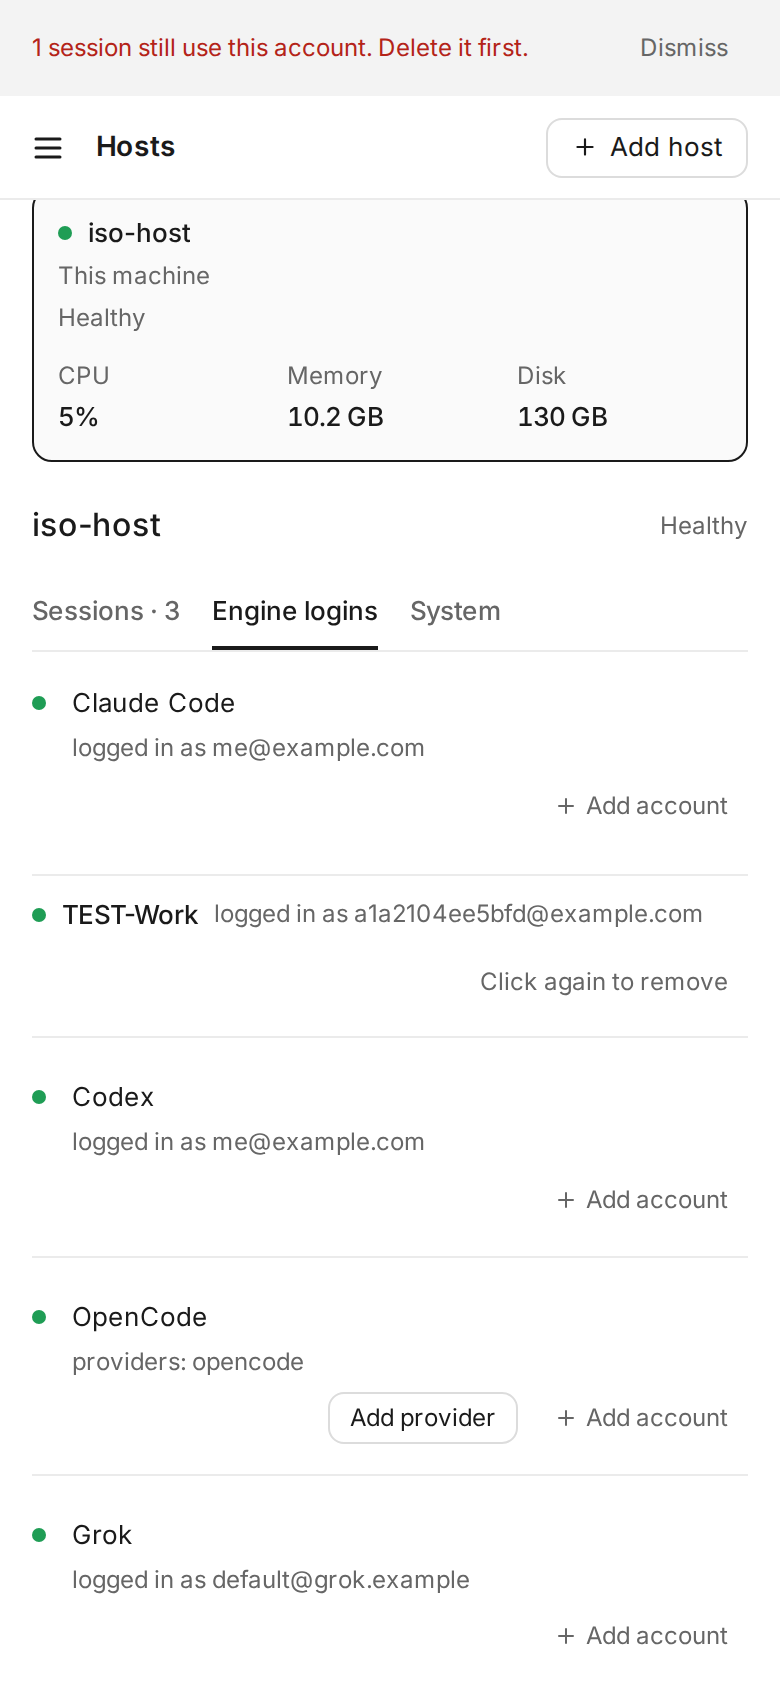 1 session still use this account. Delete it first.
Dismiss
Hosts
+ Add host
iso-host
This machine
Healthy
CPU
Memory
Disk
5%
10.2 GB
130 GB
iso-host
Healthy
Sessions · 3
Engine logins
System
Claude Code
logged in as me@example.com
+ Add account
TEST-Work logged in as a1a2104ee5bfd@example.com
Click again to remove
Codex
logged in as me@example.com
+ Add account
OpenCode
providers: opencode
Add provider
+ Add account
Grok
logged in as default@grok.example
+ Add account